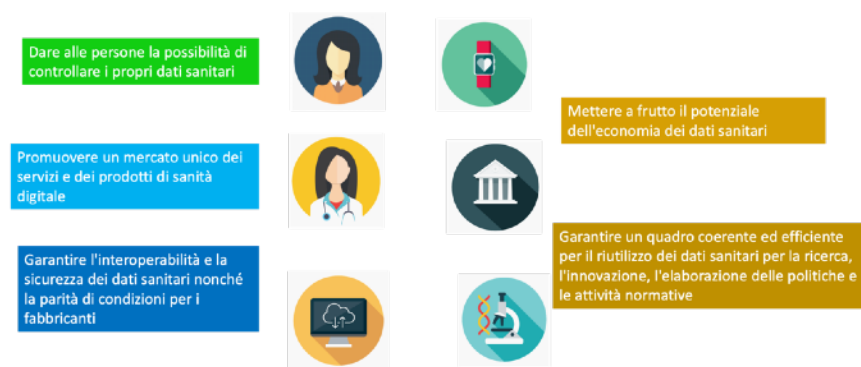 Dare alle persone la possibilità di
controllare i propri dati sanitari
Promuovere un mercato unico dei
servizi e dei prodotti di sanità
digitale
Garantire l'interoperabilità e la
sicurezza dei dati sanitari nonché
la parità di condizioni per i
fabbricanti
Mettere a frutto il potenziale
dell'economia dei dati sanitari
Garantire un quadro coerente ed efficiente
per il riutilizzo dei dati sanitari per la ricerca,
l'innovazione, l'elaborazione delle politiche e
le attività normative